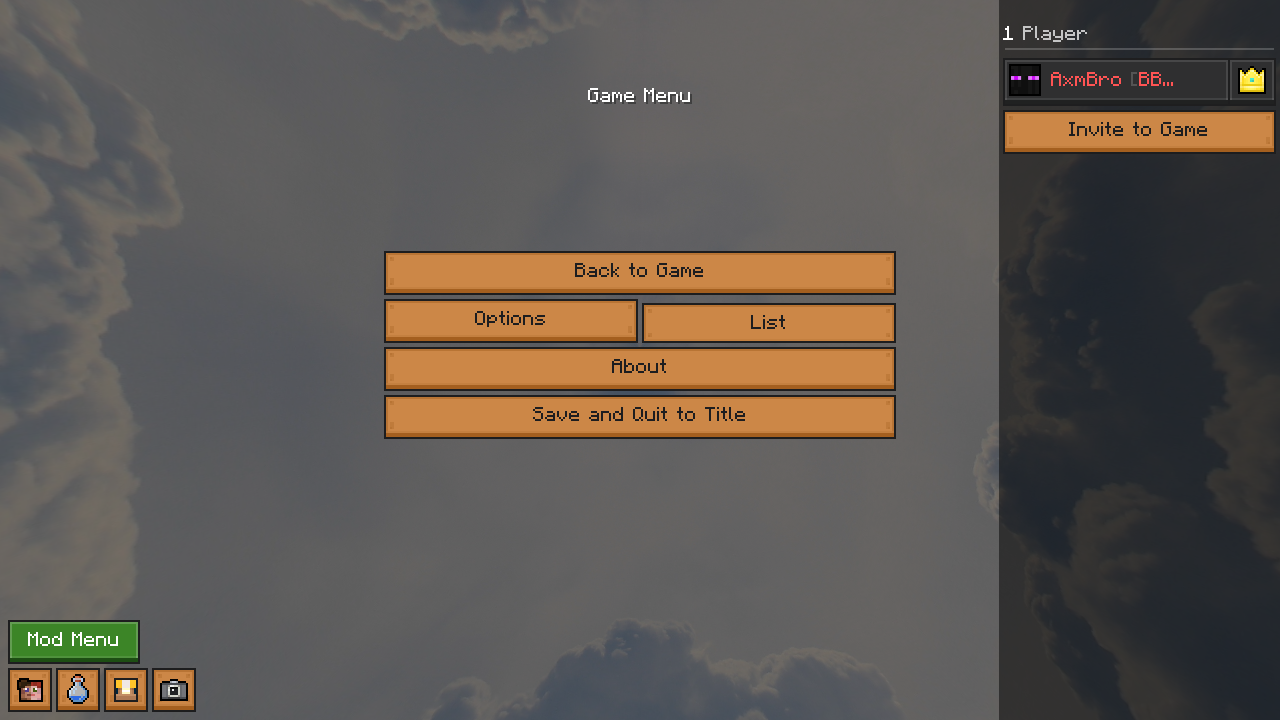 1 Player
AxmBro [BB...
Invite to Game
Game Menu
Back to Game
Options
List
About
Save and Quit to Title
Mod Menu